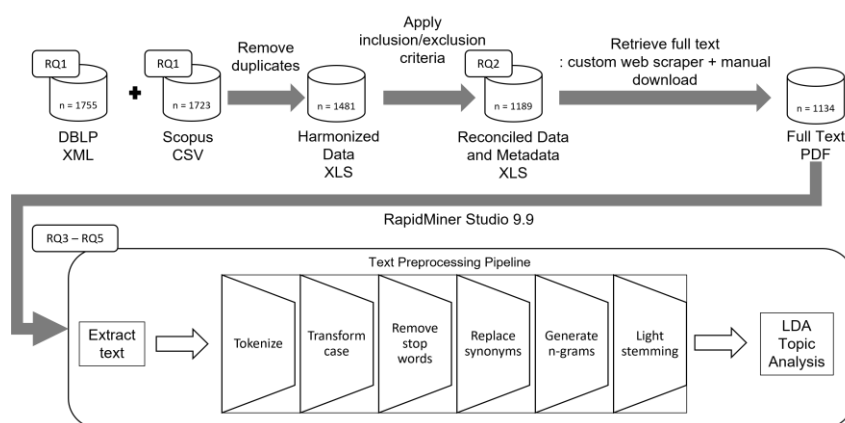 RQ1
n = 1755
DBLP
XML
RQ1
n = 1723
Scopus
CSV
Remove
duplicates
n = 1481
Harmonized
Data
XLS
Apply
inclusion/exclusion
criteria
RQ2
n = 1189
Reconciled Data
and Metadata
XLS
Retrieve full text
: custom web scraper + manual
download
n = 1134
Full Text
PDF
RapidMiner Studio 9.9
RQ3 – RQ5
Text Preprocessing Pipeline
Extract
text
Tokenize
Transform
case
Remove
stop
words
Replace
synonyms
Generate
n-grams
Light
stemming
LDA
Topic
Analysis